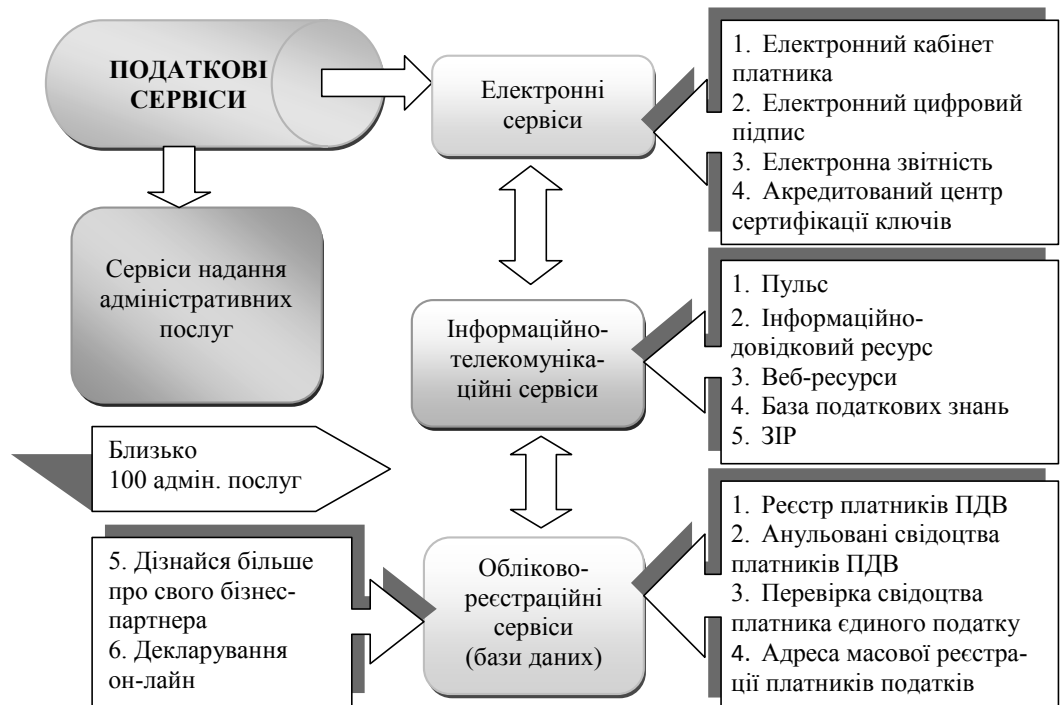 ПОДАТКОВІ
СЕРВІСИ
Електронні
сервіси
1. Електронний кабінет
платника
2. Електронний цифровий
підпис
3. Електронна звітність
4. Акредитований центр
сертифікації ключів
Сервіси надання
адміністративних
послуг
Інформаційно-
телекомуніка-
ційні сервіси
1. Пульс
2. Інформаційно-
довідковий ресурс
3. Веб-ресурси
4. База податкових знань
5. ЗІР
Близько
100 адмін. послуг
5. Дізнайся більше
про свого бізнес-
партнера
6. Декларування
он-лайн
Обліково-
реєстраційні
сервіси
(бази даних)
1. Реєстр платників ПДВ
2. Анульовані свідоцтва
платників ПДВ
3. Перевірка свідоцтва
платника єдиного податку
4. Адреса масової реєстра-
ції платників податків